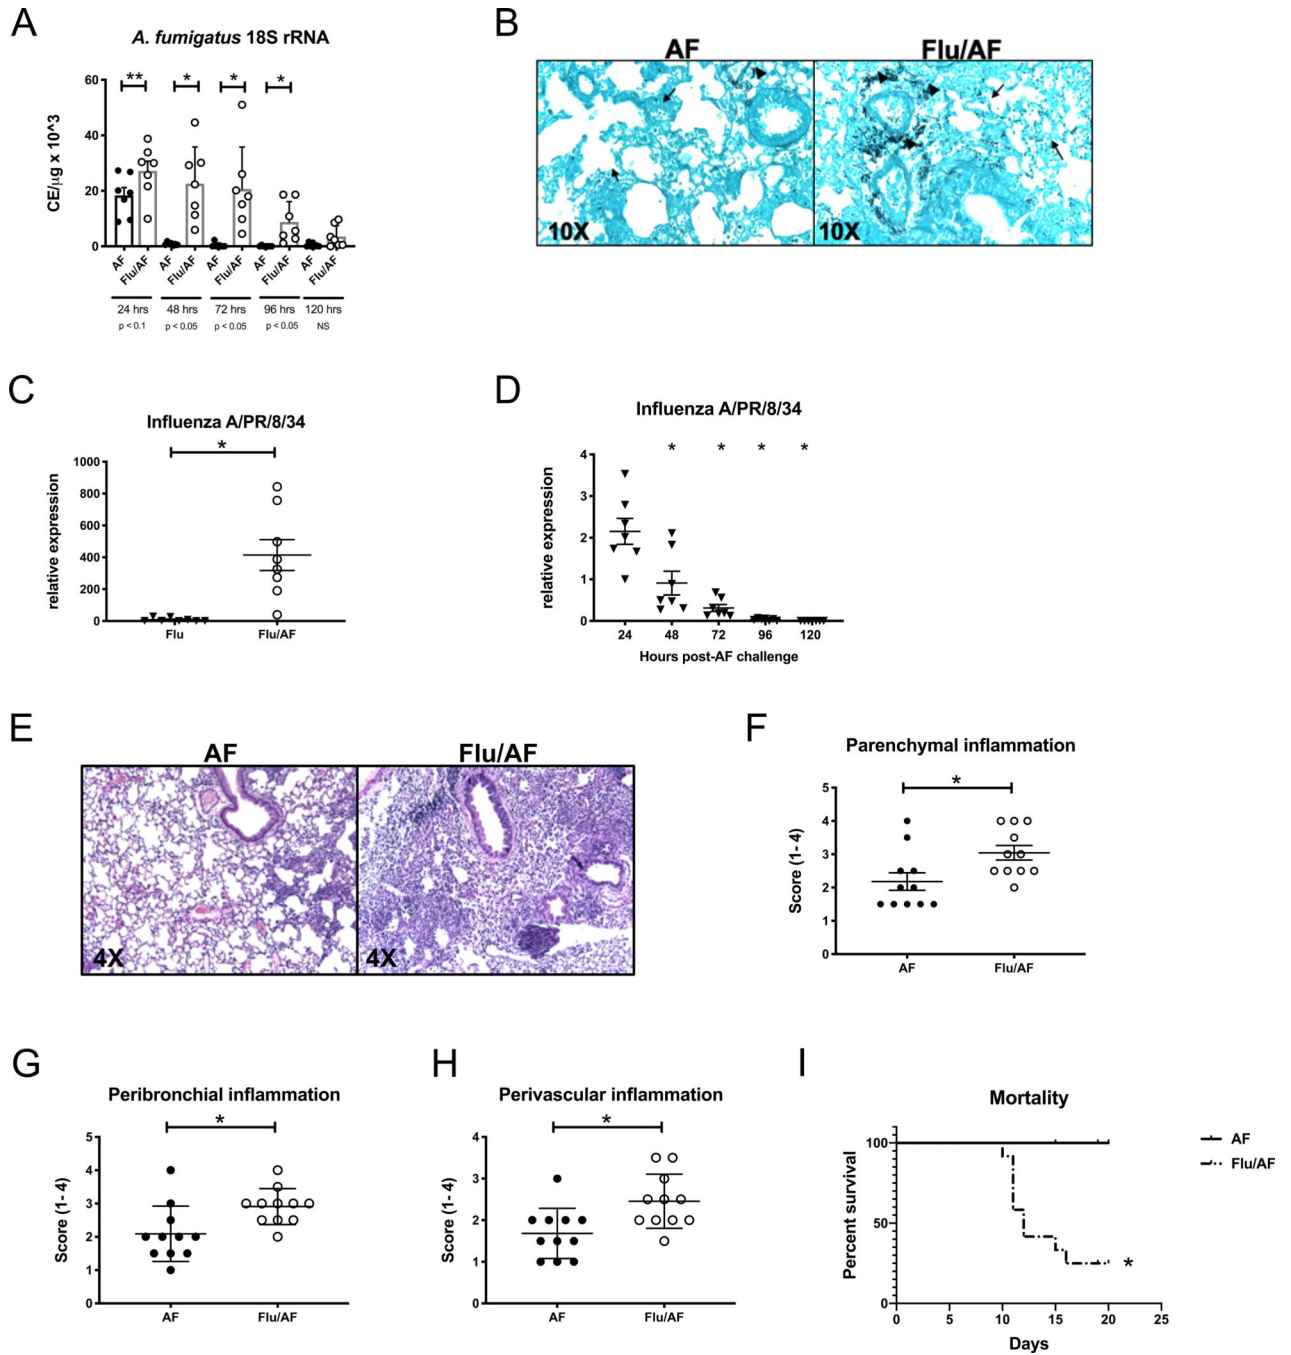 A
A. fumigatus 18S rRNA
CE/µg x 10^3
60
40
20
0
** * * *
AF Flu/AF AF Flu/AF AF Flu/AF AF Flu/AF AF Flu/AF
24 hrs 48 hrs 72 hrs 96 hrs 120 hrs
p < 0.1 p < 0.05 p < 0.05 p < 0.05 NS
B
AF Flu/AF
10X 10X
C
Influenza A/PR/8/34
*
relative expression
1000
800
600
400
200
0
Flu Flu/AF
D
Influenza A/PR/8/34
* * * *
relative expression
4
3
2
1
0
24 48 72 96 120
Hours post-AF challenge
E
AF Flu/AF
4X 4X
F
Parenchymal inflammation
*
Score (1- 4)
5
4
3
2
1
0
AF Flu/AF
G
Peribronchial inflammation
*
Score (1- 4)
5
4
3
2
1
0
AF Flu/AF
H
Perivascular inflammation
*
Score (1- 4)
4
3
2
1
0
AF Flu/AF
I
Mortality
Percent survival
100
50
0
*
0 5 10 15 20 25
Days
AF
Flu/AF